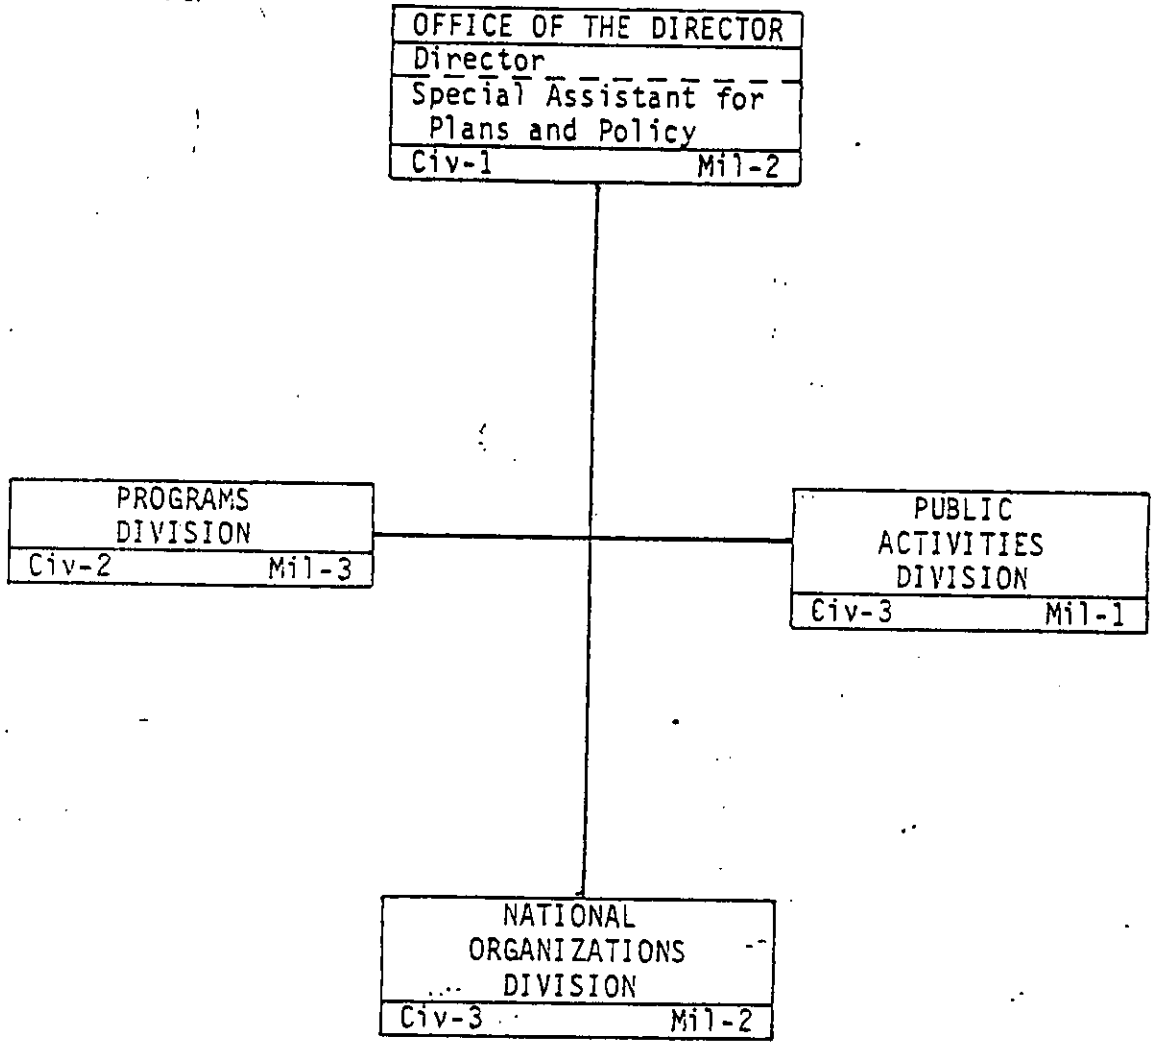 OFFICE OF THE DIRECTOR
Director
Special Assistant for
Plans and Policy
Civ-1 Mil-2
PROGRAMS
DIVISION
Civ-2 Mil-3
PUBLIC
ACTIVITIES
DIVISION
Civ-3 Mil-1
NATIONAL
ORGANIZATIONS
DIVISION
Civ-3 Mil-2